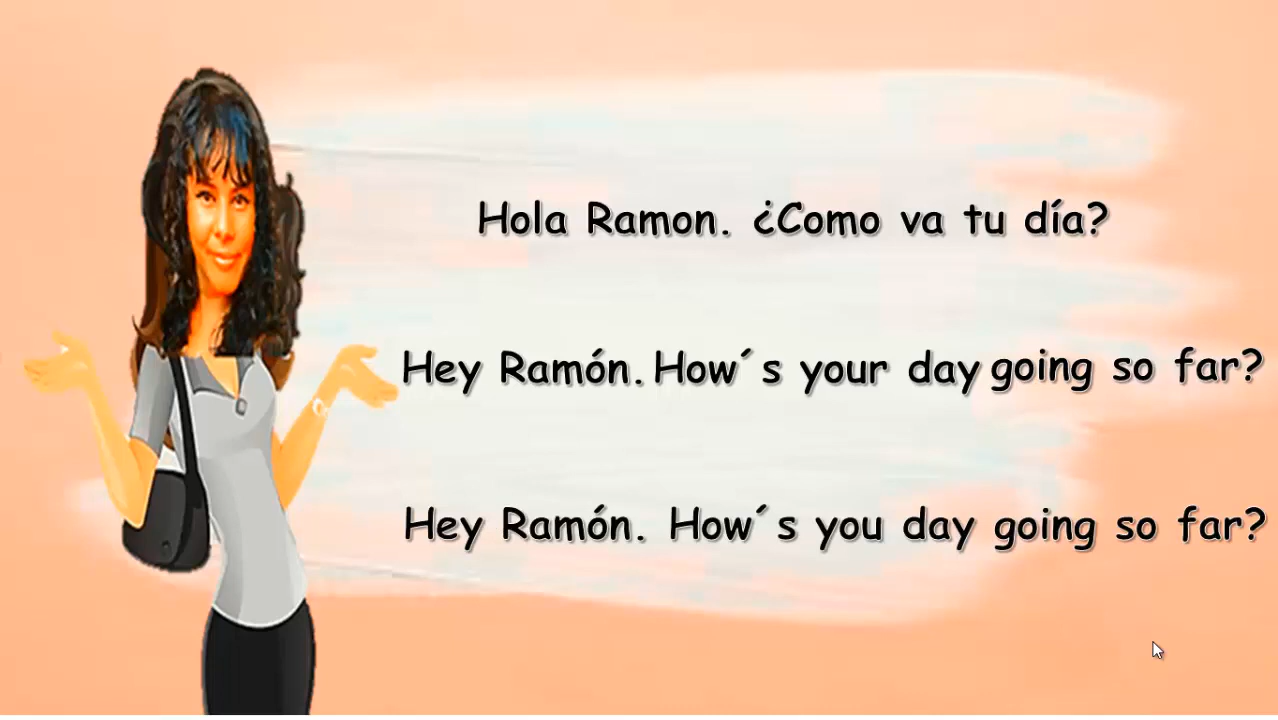 Hola Ramon. ¿Como va tu día?
Hey Ramón. How´s your day going so far?
Hey Ramón. How´s you day going so far?